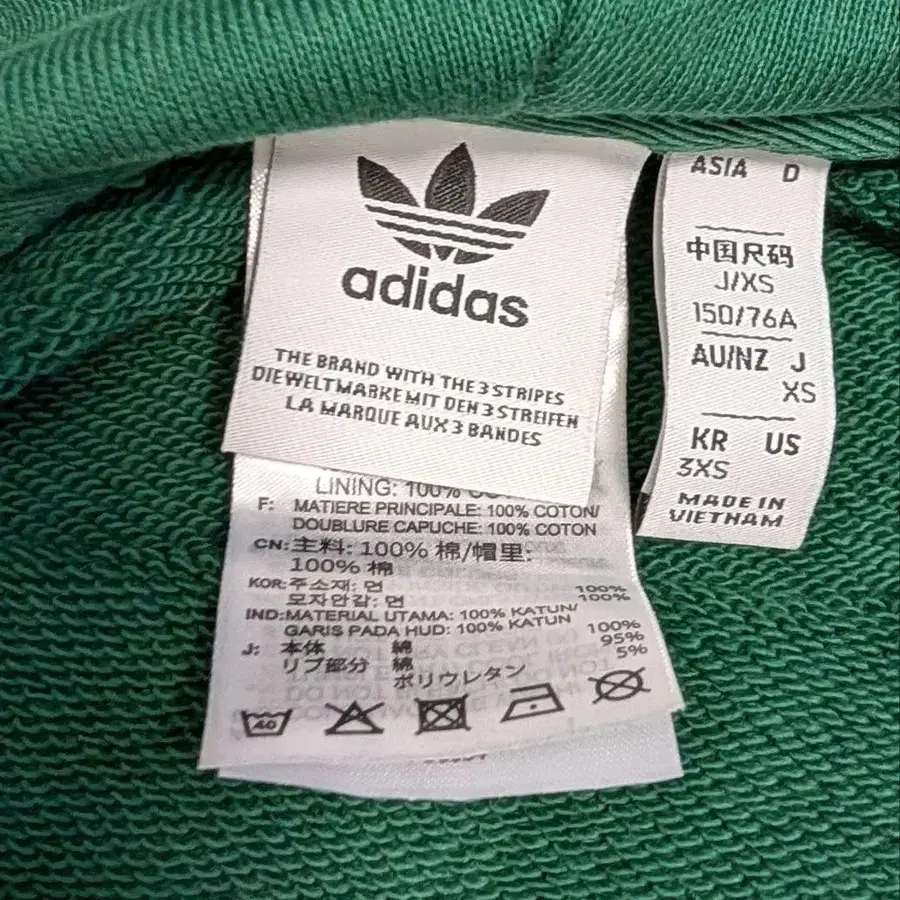 adidas
THE BRAND WITH THE 3 STRIPES
DIE WELTMARKE MIT DEN 3 STREIFEN
LA MARQUE AUX 3 BANDES
LINING: 100%
F: MATIERE PRINCIPALE: 100% COTON/
DOUBLURE CAPUCHE: 100% COTON
CN: 主料: 100% 棉/帽里:
100% 棉
KOR: 주소재: 면 100%
모자안감: 면 100%
IND: MATERIAL UTAMA: 100% KATUN/
GARIS PADA HUD: 100% KATUN
J: 本体 綿 100%
リブ部分 綿 95%
ポリウレタン 5%
40
ASIA D
中国尺码
J/XS
150/76A
AU/NZ J
XS
KR US
3XS
MADE IN
VIETNAM